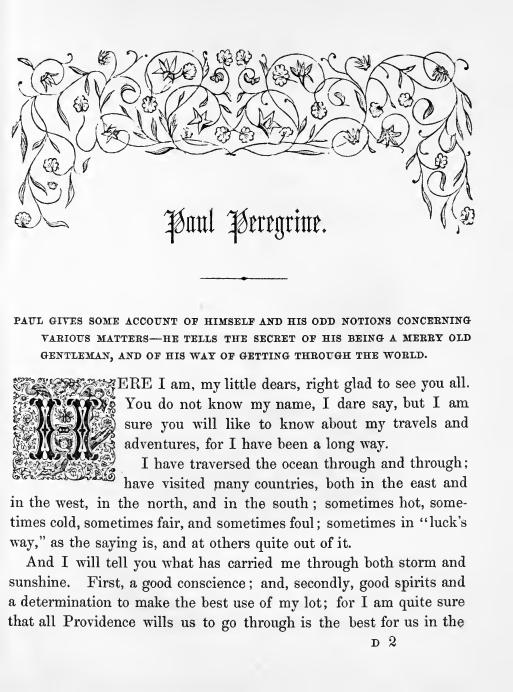 Paul Peregrine.
PAUL GIVES SOME ACCOUNT OF HIMSELF AND HIS ODD NOTIONS CONCERNING
VARIOUS MATTERS—HE TELLS THE SECRET OF HIS BEING A MERRY OLD
GENTLEMAN, AND OF HIS WAY OF GETTING THROUGH THE WORLD.
HERE I am, my little dears, right glad to see you all.
You do not know my name, I dare say, but I am
sure you will like to know about my travels and
adventures, for I have been a long way.
I have traversed the ocean through and through;
have visited many countries, both in the east and
in the west, in the north, and in the south; sometimes hot, some-
times cold, sometimes fair, and sometimes foul; sometimes in "luck's
way," as the saying is, and at others quite out of it.
And I will tell you what has carried me through both storm and
sunshine. First, a good conscience; and, secondly, good spirits and
a determination to make the best use of my lot; for I am quite sure
that all Providence wills us to go through is the best for us in the
D 2